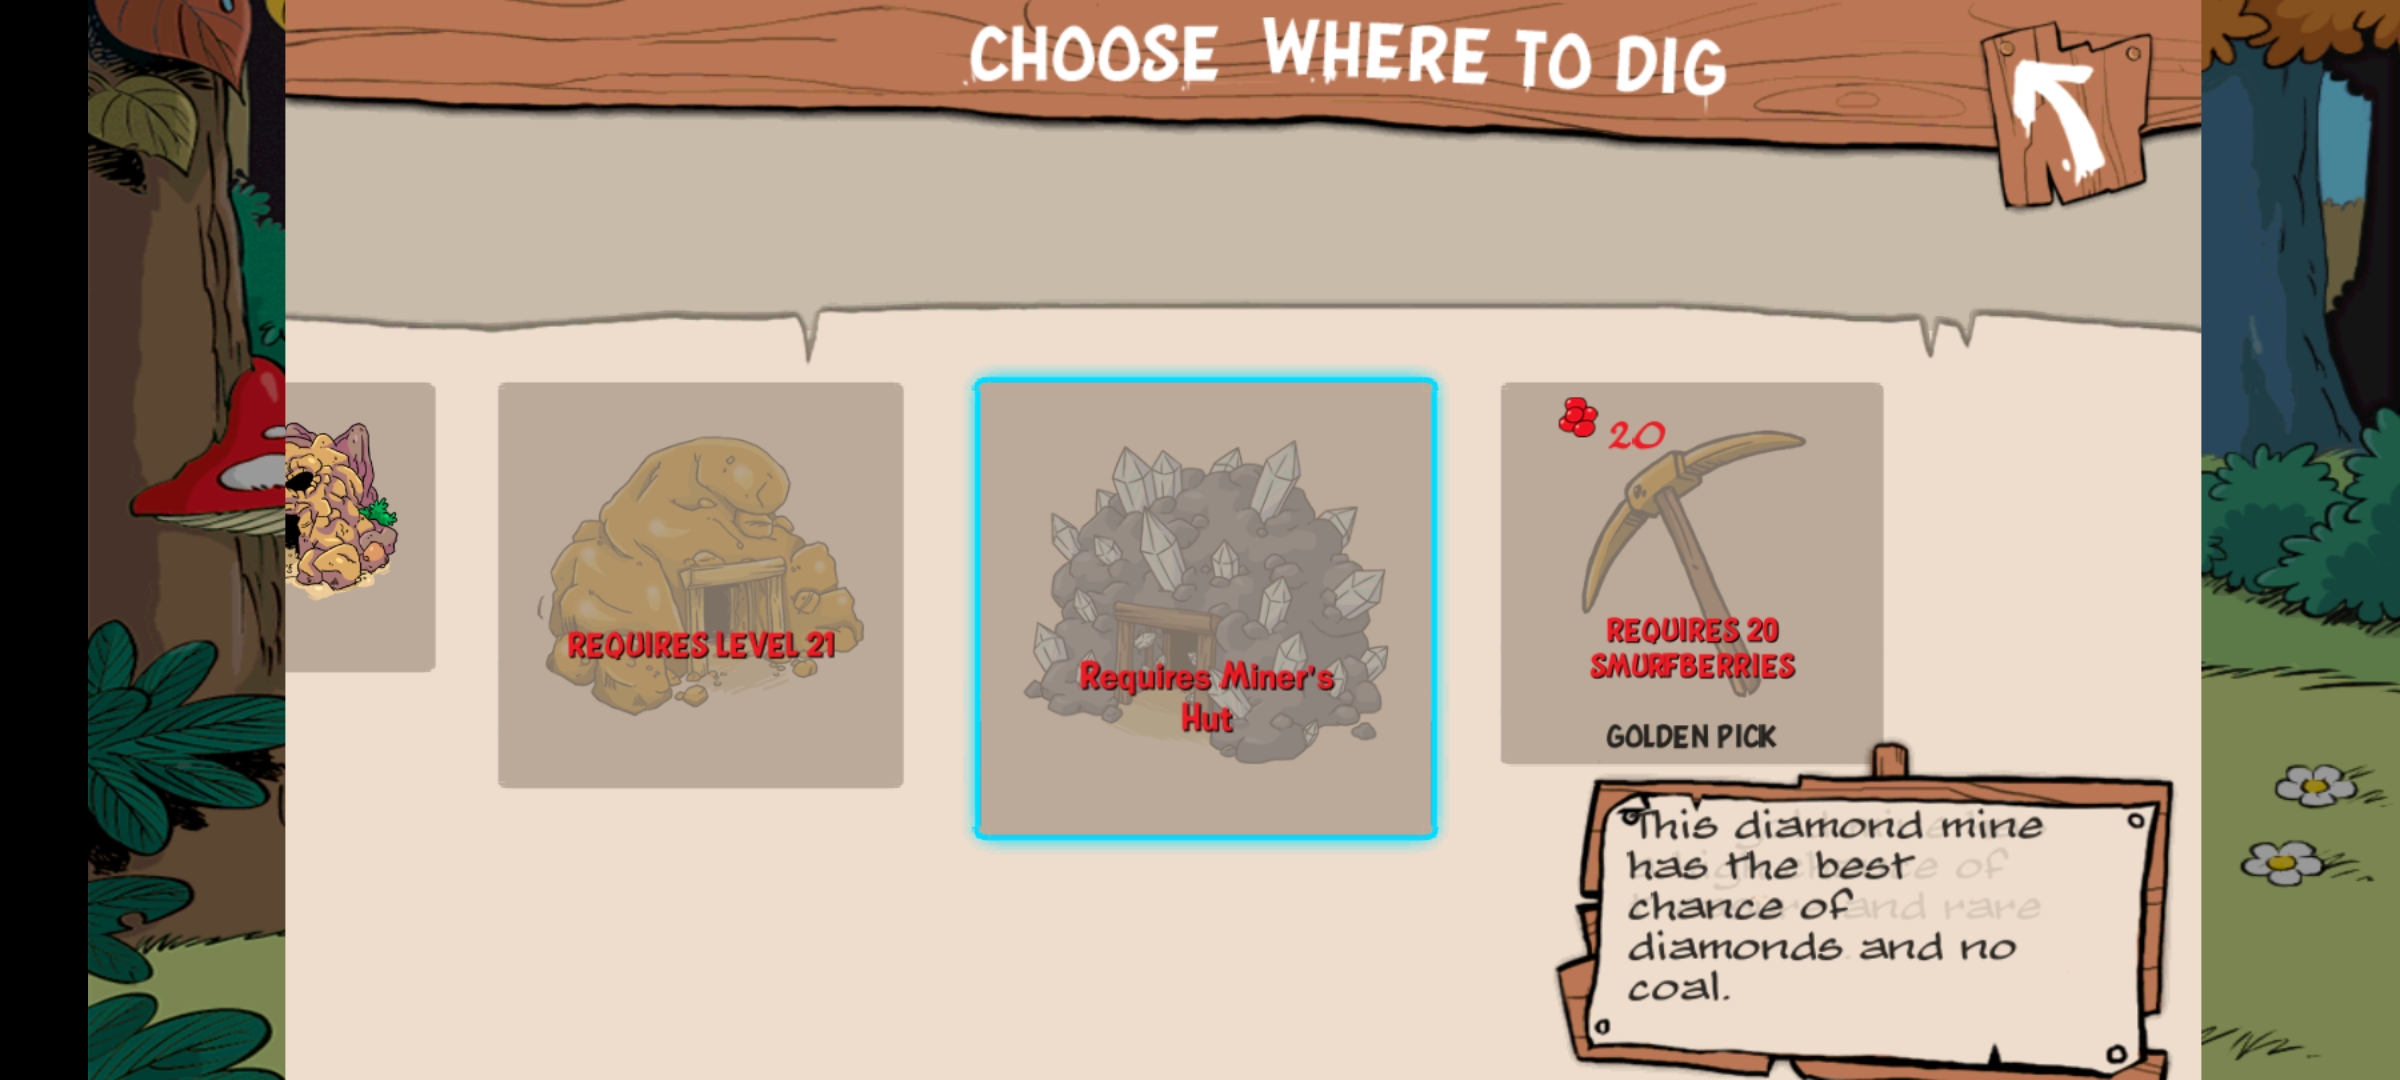 CHOOSE WHERE TO DIG
REQUIRES LEVEL 21
Requires Miner's
Hut
20
REQUIRES 20
SMURFBERRIES
GOLDEN PICK
This diamond mine
has the best
chance of
diamonds and no
coal.